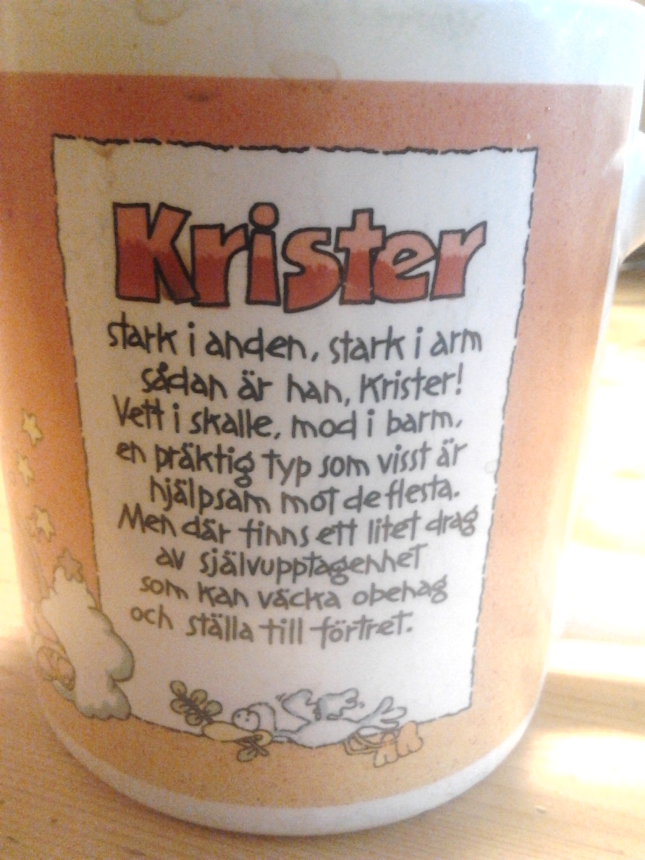 Krister
stark i anden, stark i arm
sådan är han, Krister!
Vett i skalle, mod i barm,
en präktig typ som visst är
hjälpsam mot de flesta.
Men där finns ett litet drag
av självupptagenhet
som kan väcka obehag
och ställa till förtret.